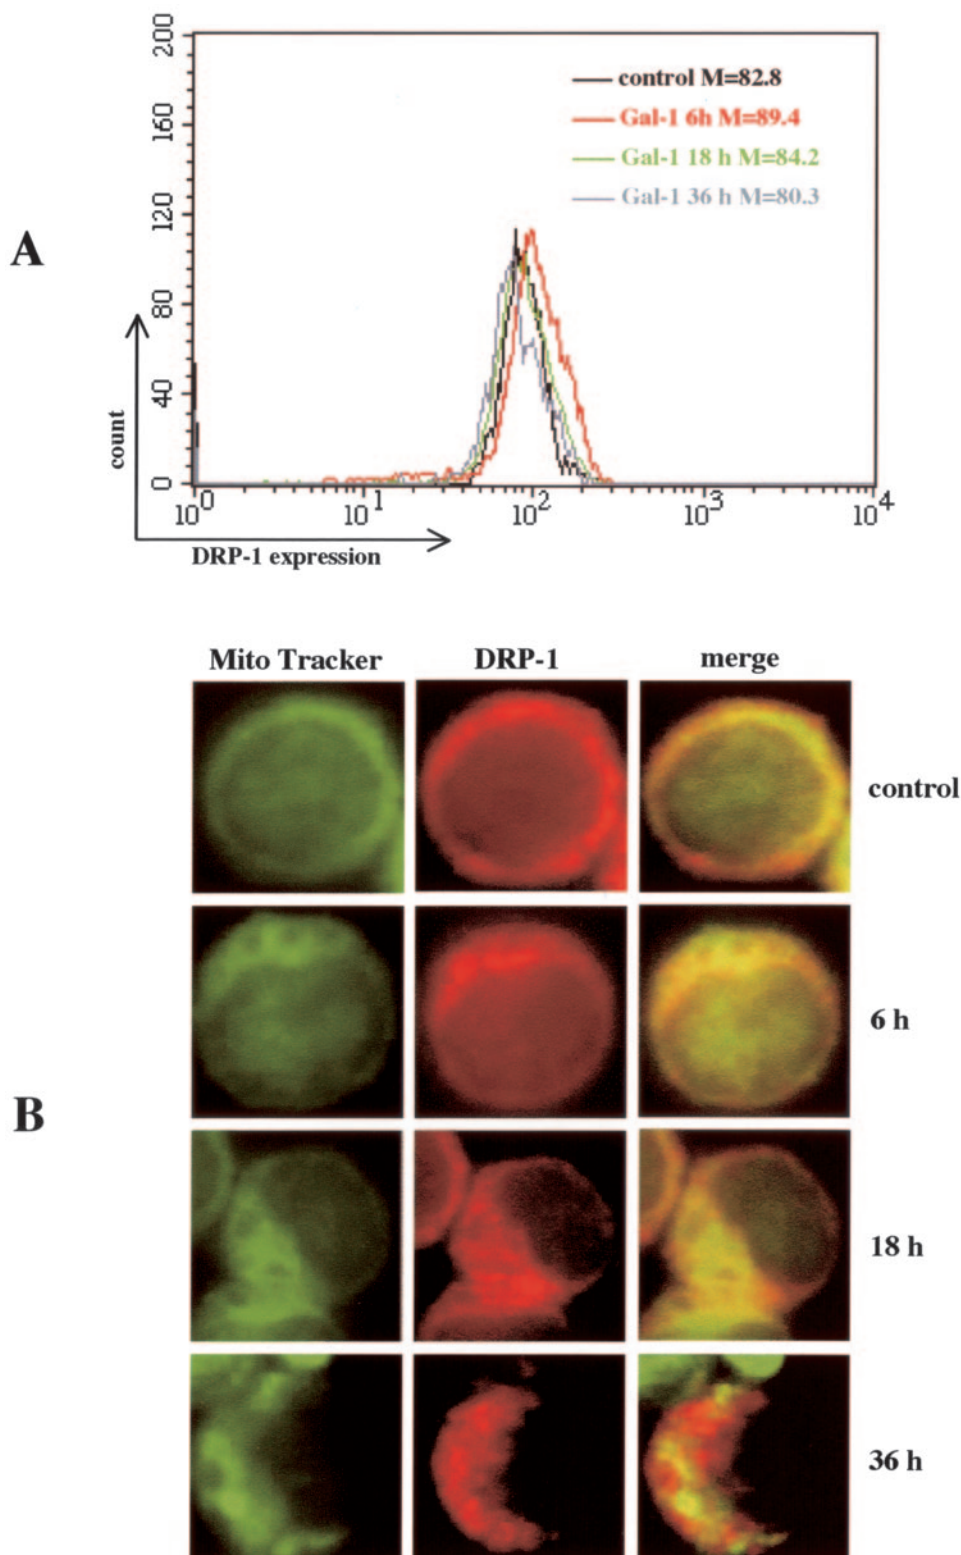 A
200
160
120
80
40
0
count
control M=82.8
Gal-1 6h M=89.4
Gal-1 18 h M=84.2
Gal-1 36 h M=80.3
10^0 10^1 10^2 10^3 10^4
DRP-1 expression
B
Mito Tracker DRP-1 merge
control
6 h
18 h
36 h